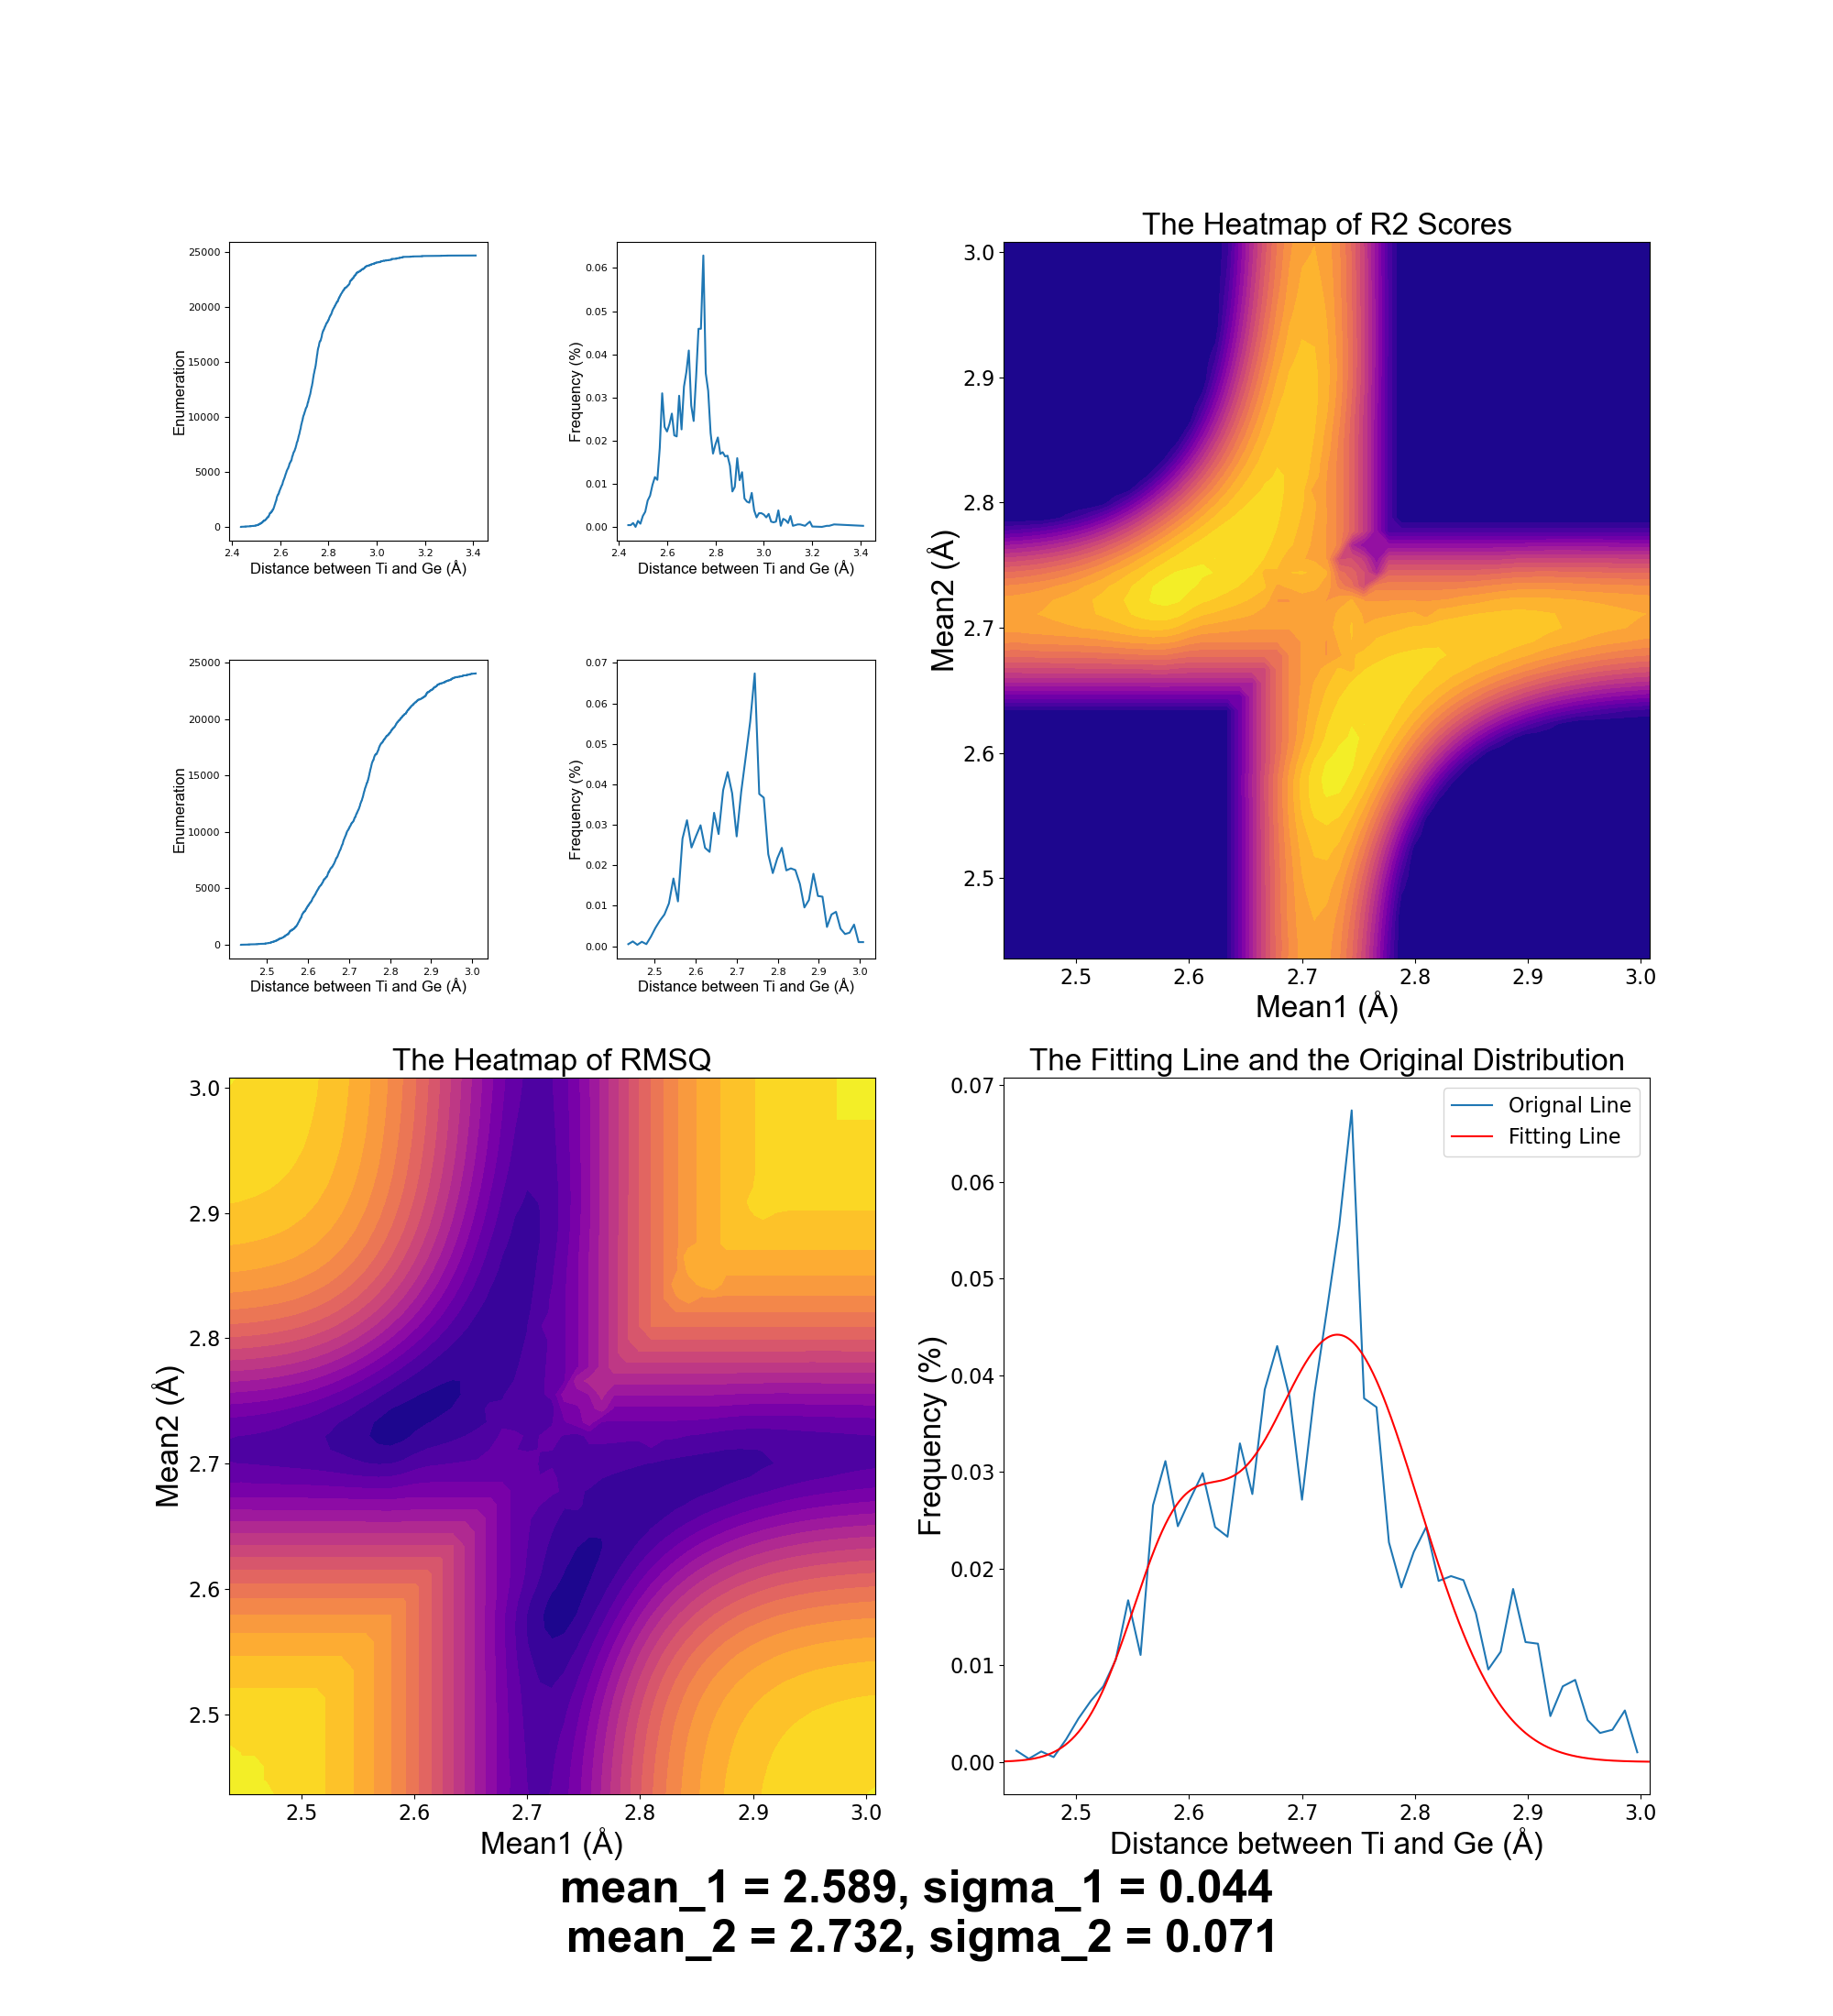 The Heatmap of R2 Scores
25000
20000
15000
10000
5000
0
Enumeration
2.4 2.6 2.8 3.0 3.2 3.4
Distance between Ti and Ge (Å)
0.06
0.05
0.04
0.03
0.02
0.01
0.00
Frequency (%)
2.4 2.6 2.8 3.0 3.2 3.4
Distance between Ti and Ge (Å)
3.0
2.9
2.8
2.7
2.6
2.5
Mean2 (Å)
2.5 2.6 2.7 2.8 2.9 3.0
Mean1 (Å)
25000
20000
15000
10000
5000
0
Enumeration
2.5 2.6 2.7 2.8 2.9 3.0
Distance between Ti and Ge (Å)
0.07
0.06
0.05
0.04
0.03
0.02
0.01
0.00
Frequency (%)
2.5 2.6 2.7 2.8 2.9 3.0
Distance between Ti and Ge (Å)
The Heatmap of RMSQ
3.0
2.9
2.8
2.7
2.6
2.5
Mean2 (Å)
2.5 2.6 2.7 2.8 2.9 3.0
Mean1 (Å)
The Fitting Line and the Original Distribution
0.07
0.06
0.05
0.04
0.03
0.02
0.01
0.00
Frequency (%)
Orignal Line
Fitting Line
2.5 2.6 2.7 2.8 2.9 3.0
Distance between Ti and Ge (Å)
mean_1 = 2.589, sigma_1 = 0.044
mean_2 = 2.732, sigma_2 = 0.071